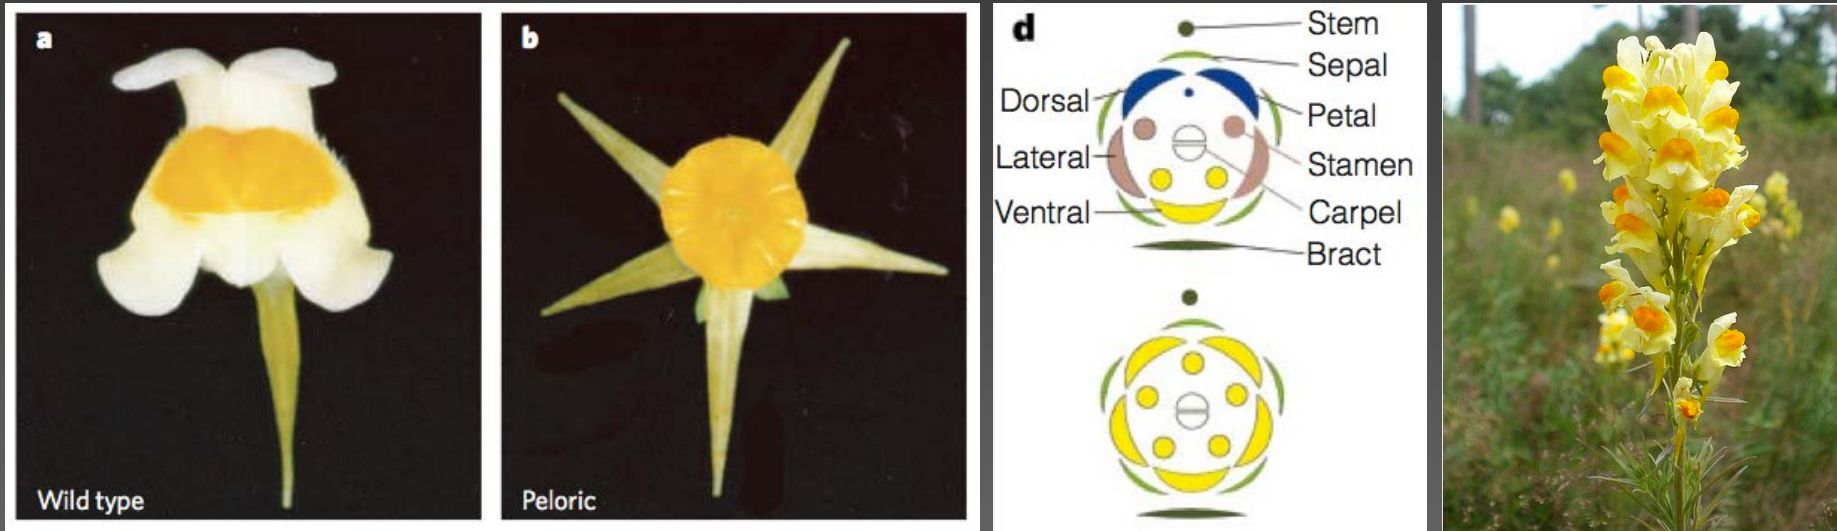 a
Wild type
b
Peloric
d
Stem
Sepal
Dorsal
Petal
Lateral
Stamen
Ventral
Carpel
Bract